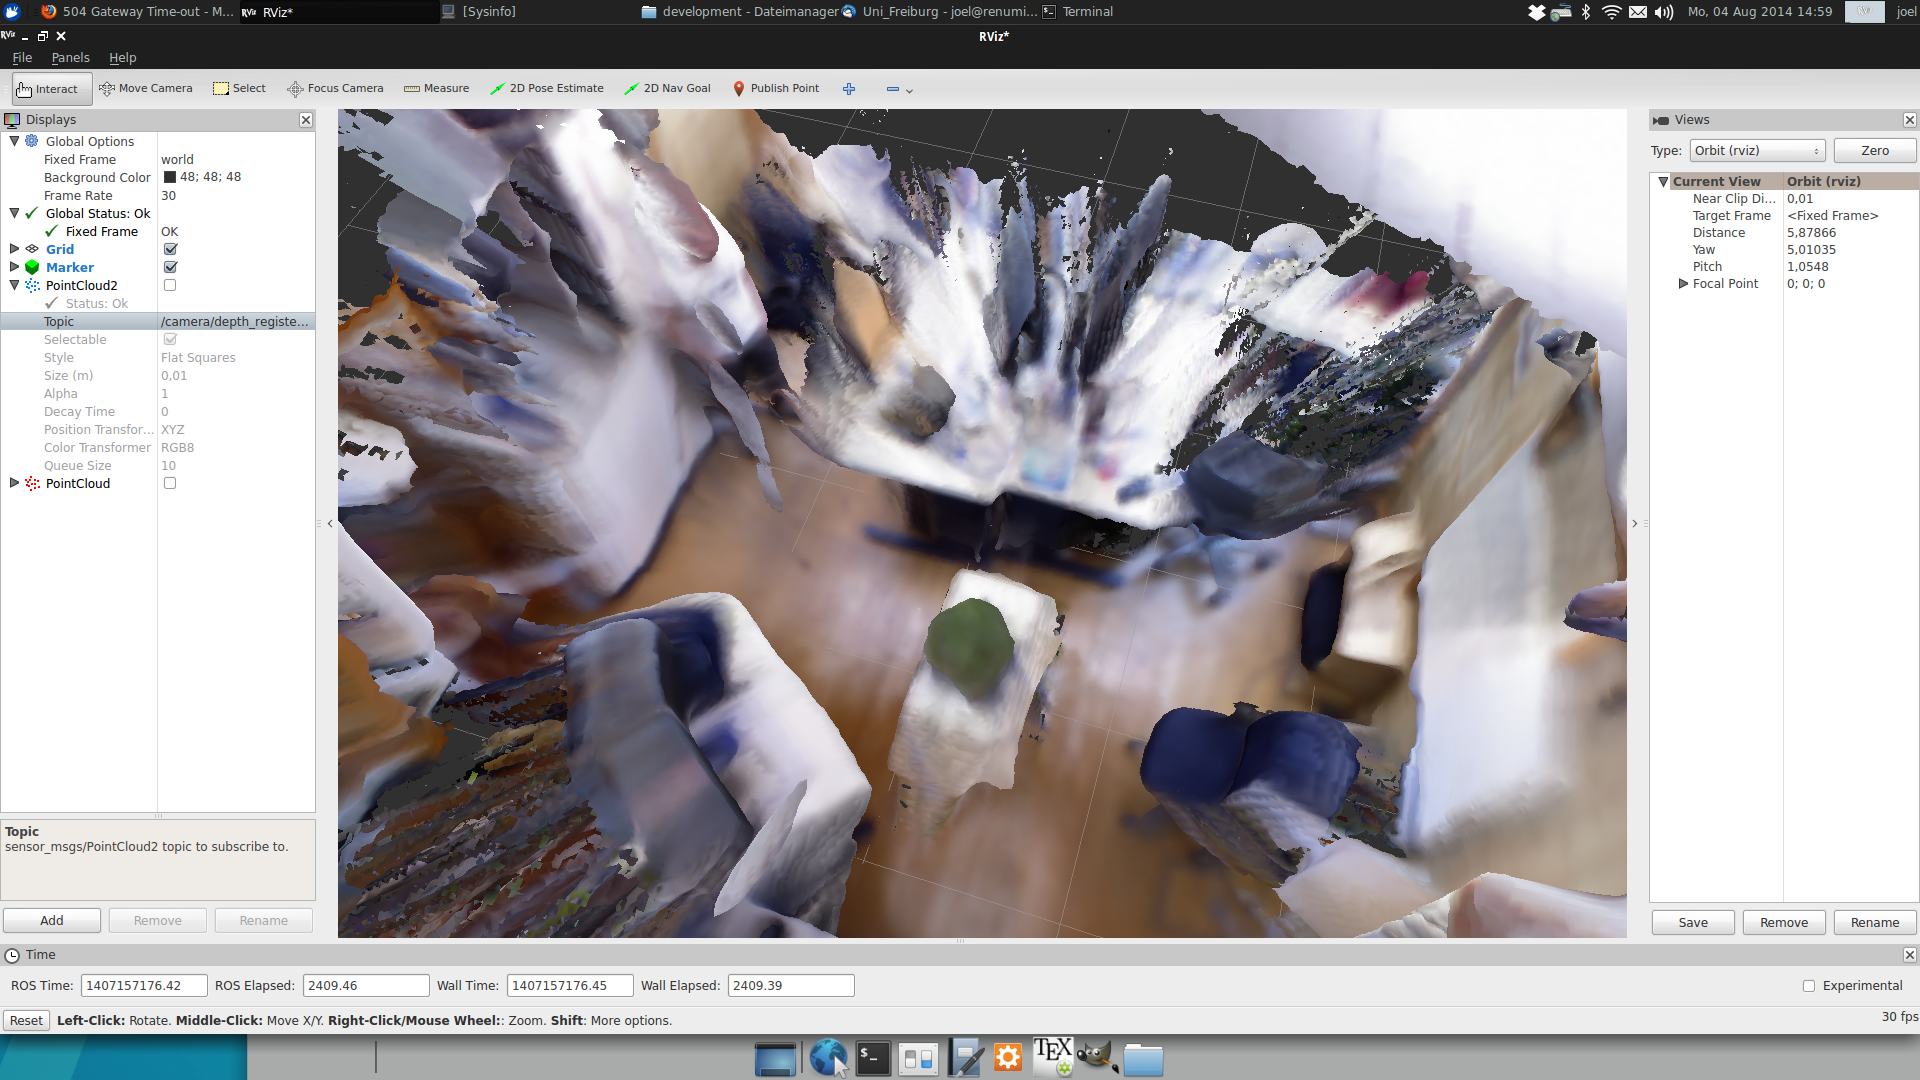 504 Gateway Time-out - M... RViz* [Sysinfo] development - Dateimanager Uni_Freiburg - joel@renumi... Terminal Mo, 04 Aug 2014 14:59 joel
RViz*
File Panels Help
Interact Move Camera Select Focus Camera Measure 2D Pose Estimate 2D Nav Goal Publish Point
Displays
Global Options
Fixed Frame world
Background Color 48; 48; 48
Frame Rate 30
Global Status: Ok
Fixed Frame OK
Grid
Marker
PointCloud2
Status: Ok
Topic /camera/depth_registe...
Selectable
Style Flat Squares
Size (m) 0,01
Alpha 1
Decay Time 0
Position Transfor... XYZ
Color Transformer RGB8
Queue Size 10
PointCloud
Topic
sensor_msgs/PointCloud2 topic to subscribe to.
Add Remove Rename
Views
Type: Orbit (rviz) Zero
Current View Orbit (rviz)
Near Clip Di... 0,01
Target Frame <Fixed Frame>
Distance 5,87866
Yaw 5,01035
Pitch 1,0548
Focal Point 0; 0; 0
Save Remove Rename
Time
ROS Time: 1407157176.42 ROS Elapsed: 2409.46 Wall Time: 1407157176.45 Wall Elapsed: 2409.39 Experimental
Reset Left-Click: Rotate. Middle-Click: Move X/Y. Right-Click/Mouse Wheel:: Zoom. Shift: More options. 30 fps
TEX